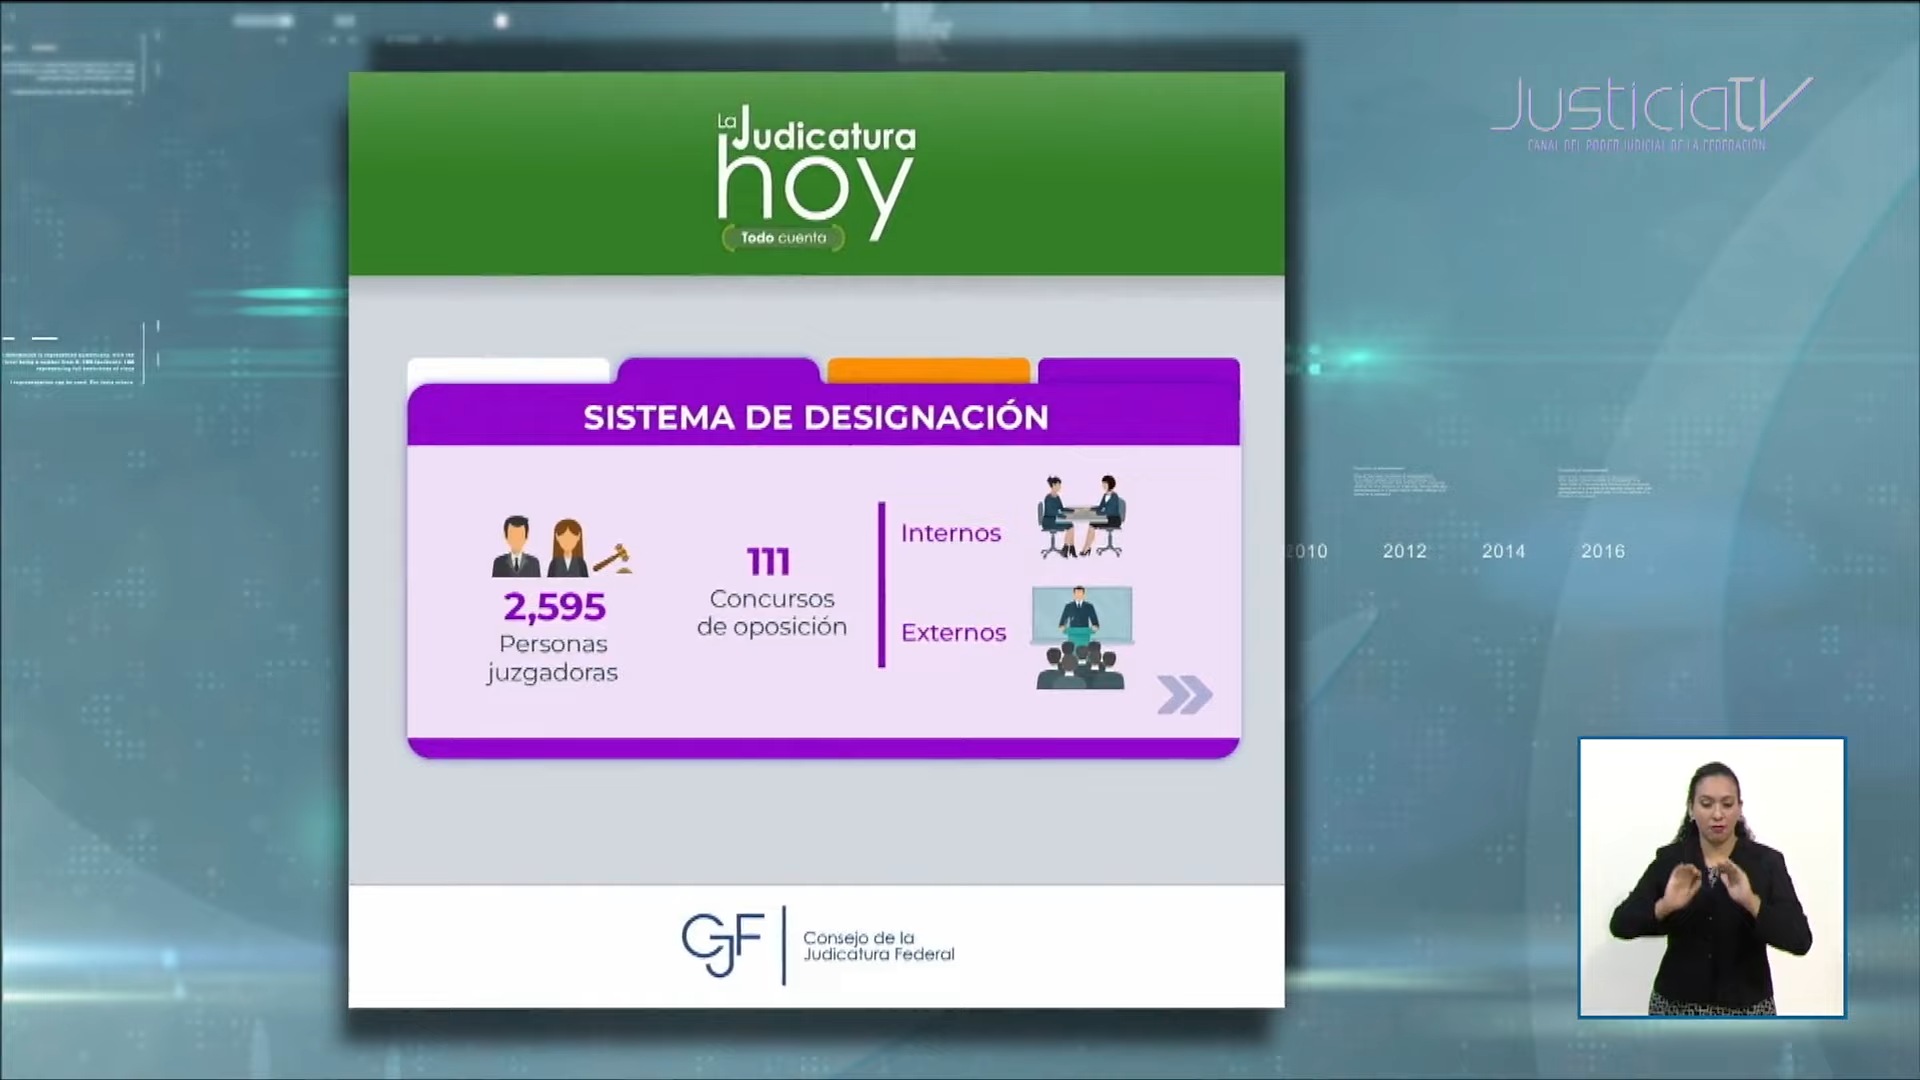 JusticiaTV
CANAL DEL PODER JUDICIAL DE LA FEDERACIÓN
La Judicatura
hoy
Todo cuenta
SISTEMA DE DESIGNACIÓN
2,595
Personas
juzgadoras
111
Concursos
de oposición
Internos
Externos
2010 2012 2014 2016
CJF
Consejo de la
Judicatura Federal